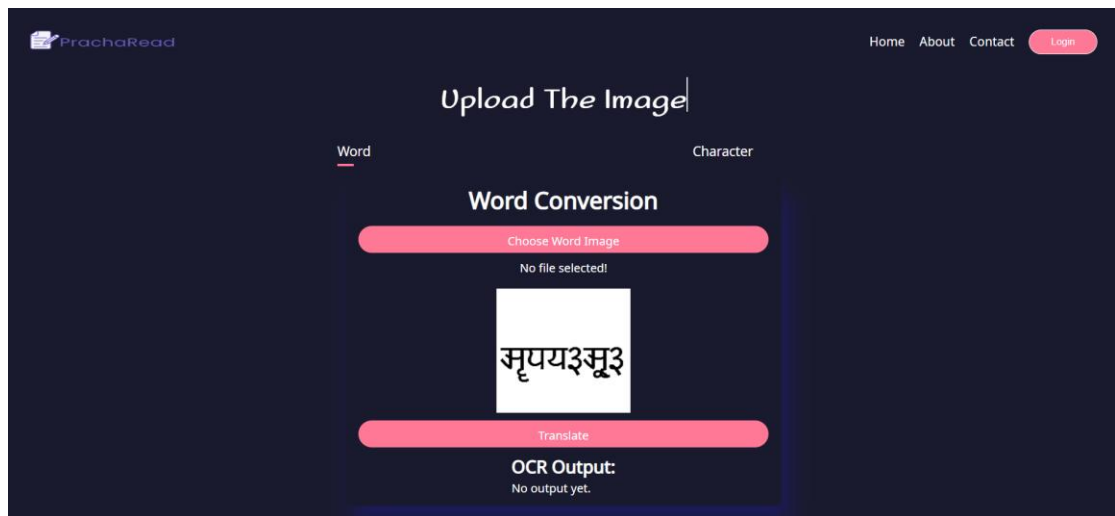 PrachaRead
Home About Contact Login
Upload The Image
Word Character
Word Conversion
Choose Word Image
No file selected!
Translate
OCR Output:
No output yet.